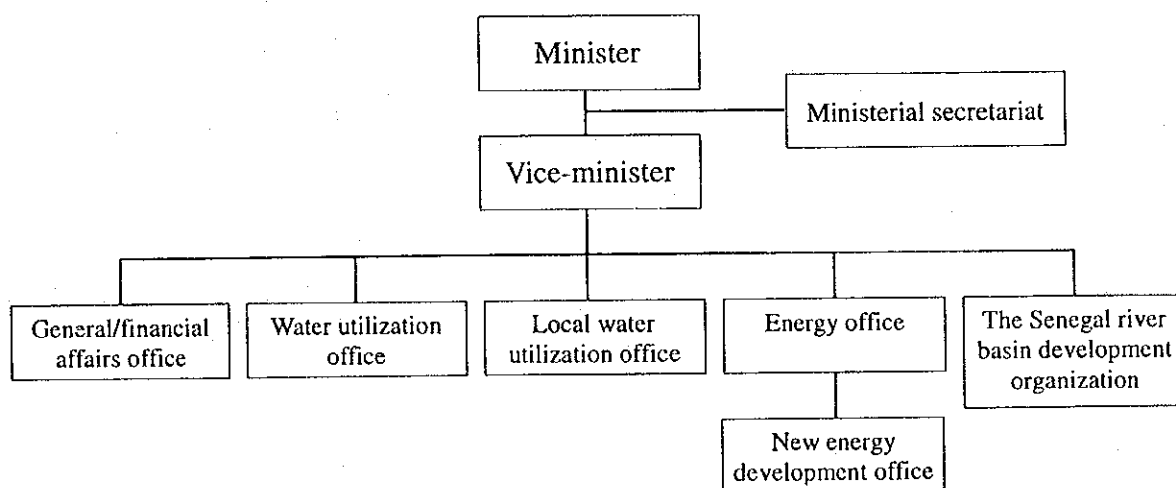 Minister
Ministerial secretariat
Vice-minister
General/financial
affairs office
Water utilization
office
Local water
utilization office
Energy office
The Senegal river
basin development
organization
New energy
development office